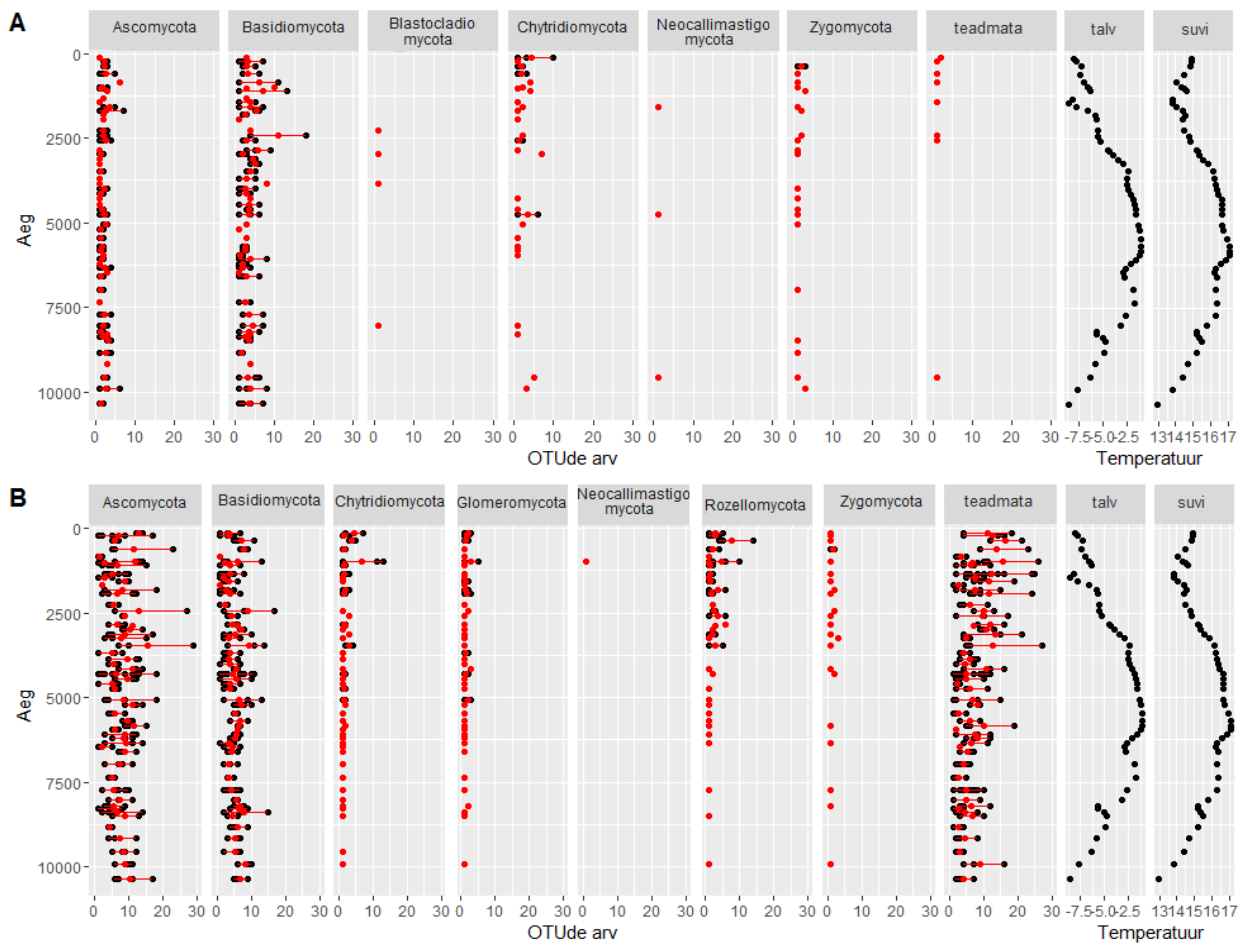 A
Ascomycota
Basidiomycota
Blastocladio
mycota
Chytridiomycota
Neocallimastigo
mycota
Zygomycota
teadmata
talv
suvi
0
2500
5000
7500
10000
Aeg
0 10 20 30
0 10 20 30
0 10 20 30
0 10 20 30
0 10 20 30
0 10 20 30
0 10 20 30
-7.5 -5.0 -2.5
13 14 15 16 17
OTUde arv
Temperatuur
B
Ascomycota
Basidiomycota
Chytridiomycota
Glomeromycota
Neocallimastigo
mycota
Rozellomycota
Zygomycota
teadmata
talv
suvi
0
2500
5000
7500
10000
Aeg
0 10 20 30
0 10 20 30
0 10 20 30
0 10 20 30
0 10 20 30
0 10 20 30
0 10 20 30
0 10 20 30
-7.5 -5.0 -2.5
13 14 15 16 17
OTUde arv
Temperatuur